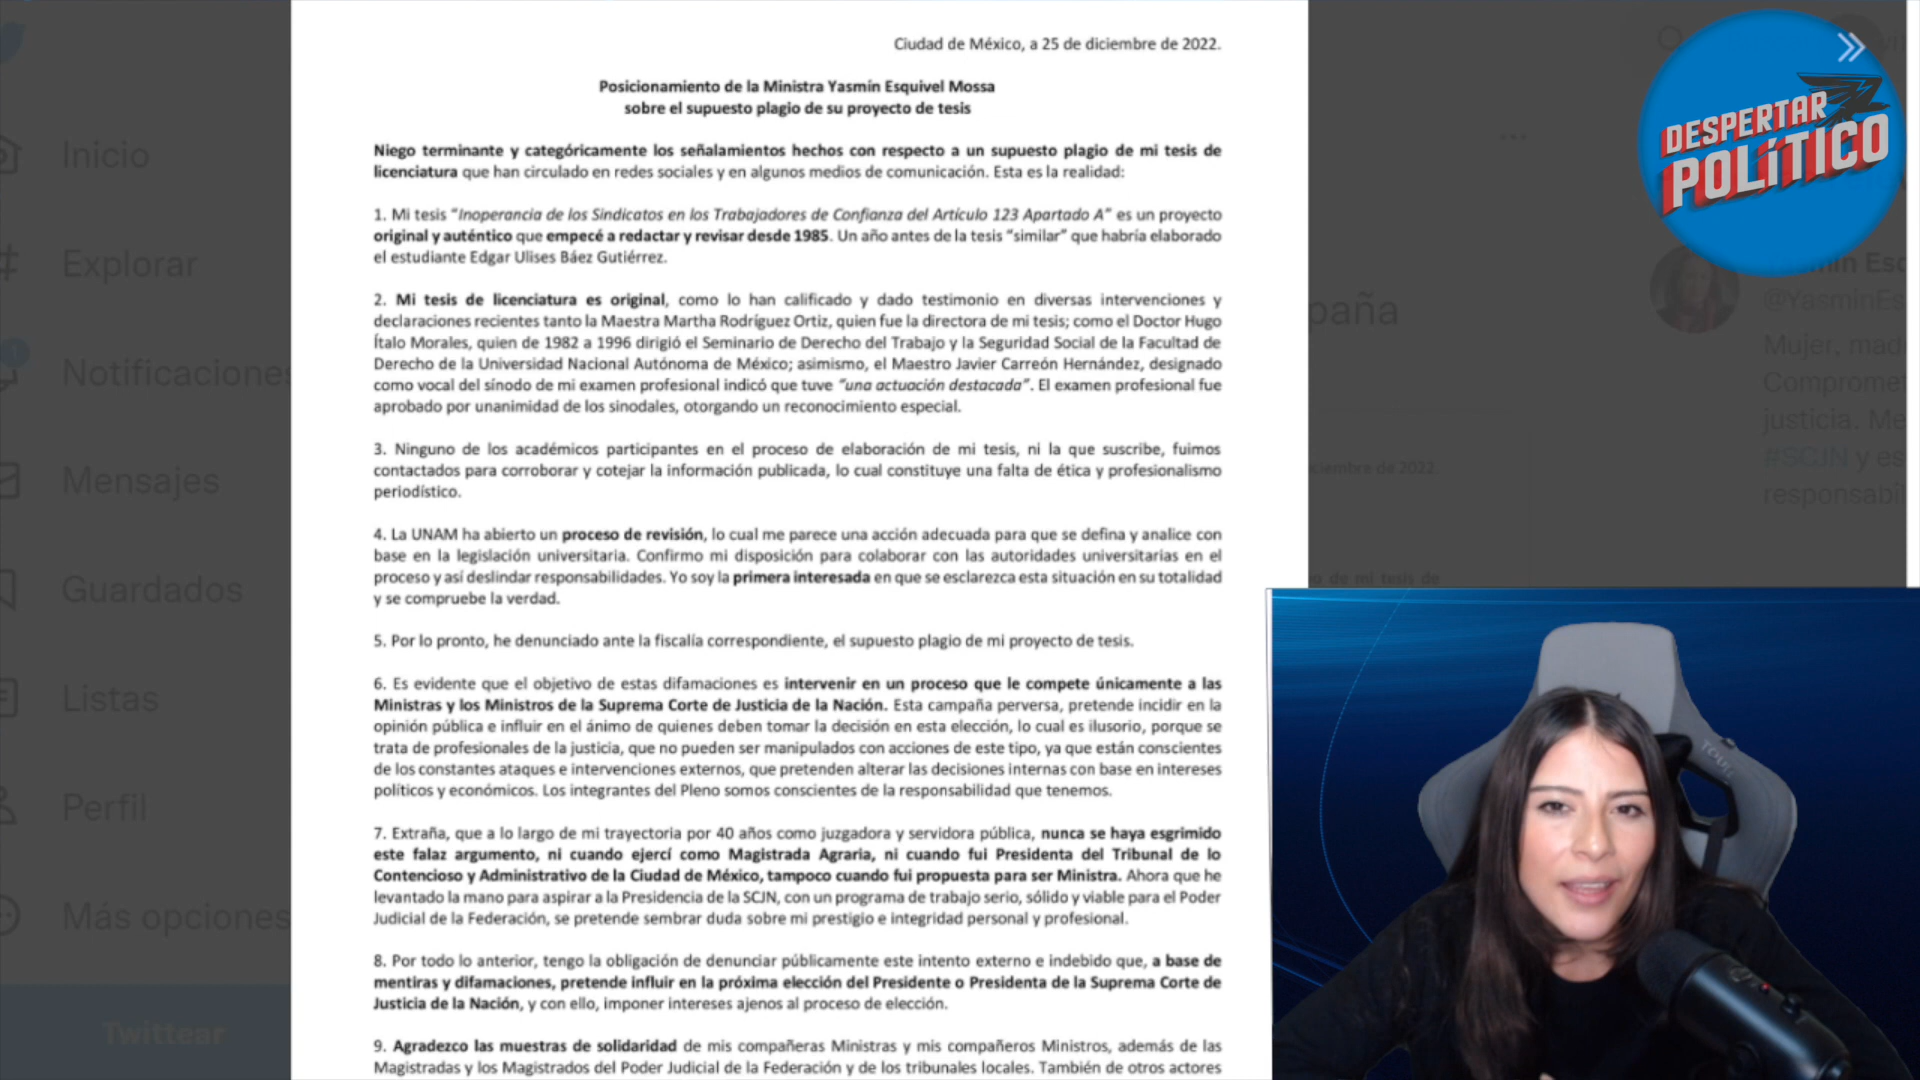 Ciudad de México, a 25 de diciembre de 2022.
Posicionamiento de la Ministra Yasmín Esquivel Mossa
sobre el supuesto plagio de su proyecto de tesis
Niego terminante y categóricamente los señalamientos hechos con respecto a un supuesto plagio de mi tesis de
licenciatura que han circulado en redes sociales y en algunos medios de comunicación. Esta es la realidad:
1. Mi tesis “Inoperancia de los Sindicatos en los Trabajadores de Confianza del Artículo 123 Apartado A” es un proyecto
original y auténtico que empecé a redactar y revisar desde 1985. Un año antes de la tesis “similar” que habría elaborado
el estudiante Edgar Ulises Báez Gutiérrez.
2. Mi tesis de licenciatura es original, como lo han calificado y dado testimonio en diversas intervenciones y
declaraciones recientes tanto la Maestra Martha Rodríguez Ortiz, quien fue la directora de mi tesis; como el Doctor Hugo
Ítalo Morales, quien de 1982 a 1996 dirigió el Seminario de Derecho del Trabajo y la Seguridad Social de la Facultad de
Derecho de la Universidad Nacional Autónoma de México; asimismo, el Maestro Javier Carreón Hernández, designado
como vocal del sínodo de mi examen profesional indicó que tuve “una actuación destacada”. El examen profesional fue
aprobado por unanimidad de los sinodales, otorgando un reconocimiento especial.
3. Ninguno de los académicos participantes en el proceso de elaboración de mi tesis, ni la que suscribe, fuimos
contactados para corroborar y cotejar la información publicada, lo cual constituye una falta de ética y profesionalismo
periodístico.
4. La UNAM ha abierto un proceso de revisión, lo cual me parece una acción adecuada para que se defina y analice con
base en la legislación universitaria. Confirmo mi disposición para colaborar con las autoridades universitarias en el
proceso y así deslindar responsabilidades. Yo soy la primera interesada en que se esclarezca esta situación en su totalidad
y se compruebe la verdad.
5. Por lo pronto, he denunciado ante la fiscalía correspondiente, el supuesto plagio de mi proyecto de tesis.
6. Es evidente que el objetivo de estas difamaciones es intervenir en un proceso que le compete únicamente a las
Ministras y los Ministros de la Suprema Corte de Justicia de la Nación. Esta campaña perversa, pretende incidir en la
opinión pública e influir en el ánimo de quienes deben tomar la decisión en esta elección, lo cual es ilusorio, porque se
trata de profesionales de la justicia, que no pueden ser manipulados con acciones de este tipo, ya que están conscientes
de los constantes ataques e intervenciones externos, que pretenden alterar las decisiones internas con base en intereses
políticos y económicos. Los integrantes del Pleno somos conscientes de la responsabilidad que tenemos.
7. Extraña, que a lo largo de mi trayectoria por 40 años como juzgadora y servidora pública, nunca se haya esgrimido
este falaz argumento, ni cuando ejercí como Magistrada Agraria, ni cuando fui Presidenta del Tribunal de lo
Contencioso y Administrativo de la Ciudad de México, tampoco cuando fui propuesta para ser Ministra. Ahora que he
levantado la mano para aspirar a la Presidencia de la SCJN, con un programa de trabajo serio, sólido y viable para el Poder
Judicial de la Federación, se pretende sembrar duda sobre mi prestigio e integridad personal y profesional.
8. Por todo lo anterior, tengo la obligación de denunciar públicamente este intento externo e indebido que, a base de
mentiras y difamaciones, pretende influir en la próxima elección del Presidente o Presidenta de la Suprema Corte de
Justicia de la Nación, y con ello, imponer intereses ajenos al proceso de elección.
9. Agradezco las muestras de solidaridad de mis compañeras Ministras y mis compañeros Ministros, además de las
Magistradas y los Magistrados del Poder Judicial de la Federación y de los tribunales locales. También de otros actores
Inicio
Explorar
Notificaciones
Mensajes
Guardados
Listas
Perfil
Más opciones
Twittear
DESPERTAR
POLÍTICO
paña
ciembre de 2022.
o de mi tesis de
min Esc
@YasminEs
Mujer, mad
Compromet
justicia. Me
#SCJN y es
responsabil